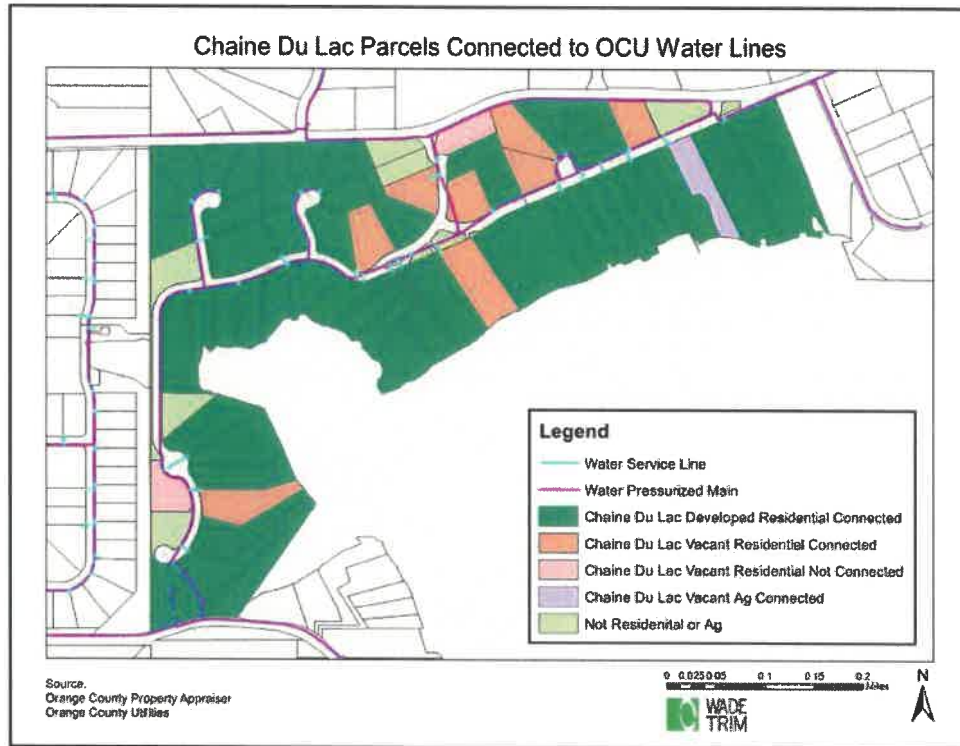 Chaine Du Lac Parcels Connected to OCU Water Lines
Legend
Water Service Line
Water Pressurized Main
Chaine Du Lac Developed Residential Connected
Chaine Du Lac Vacant Residential Connected
Chaine Du Lac Vacant Residential Not Connected
Chaine Du Lac Vacant Ag Connected
Not Residenital or Ag
Source.
Orange County Property Appraiser
Orange County Utilities
0 0.025 0.05 0.1 0.15 0.2
Miles
N
WADE
TRIM